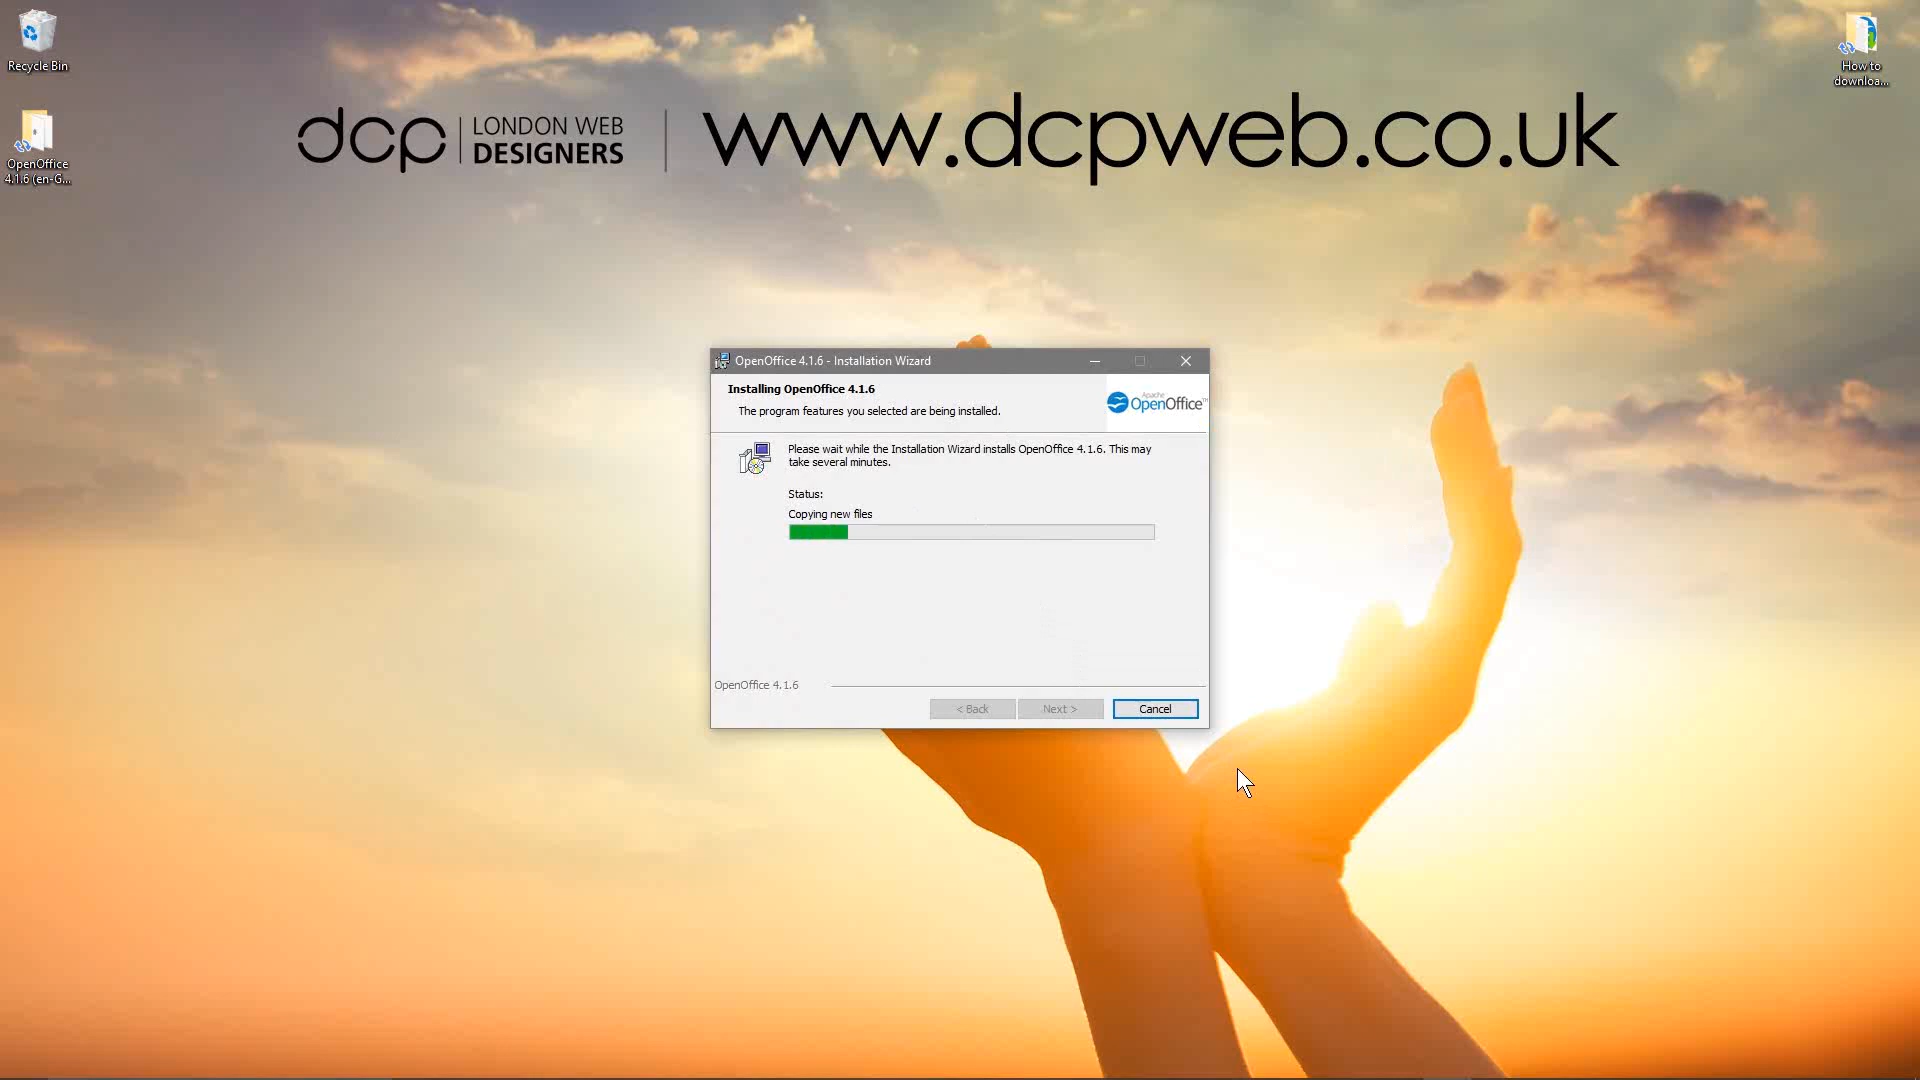 Recycle Bin
OpenOffice
4.1.6 (en-G...
How to
downloa...
dcp
LONDON WEB
DESIGNERS
www.dcpweb.co.uk
OpenOffice 4.1.6 - Installation Wizard
Installing OpenOffice 4.1.6
The program features you selected are being installed.
Apache
OpenOffice™
Please wait while the Installation Wizard installs OpenOffice 4.1.6. This may
take several minutes.
Status:
Copying new files
OpenOffice 4.1.6
< Back
Next >
Cancel